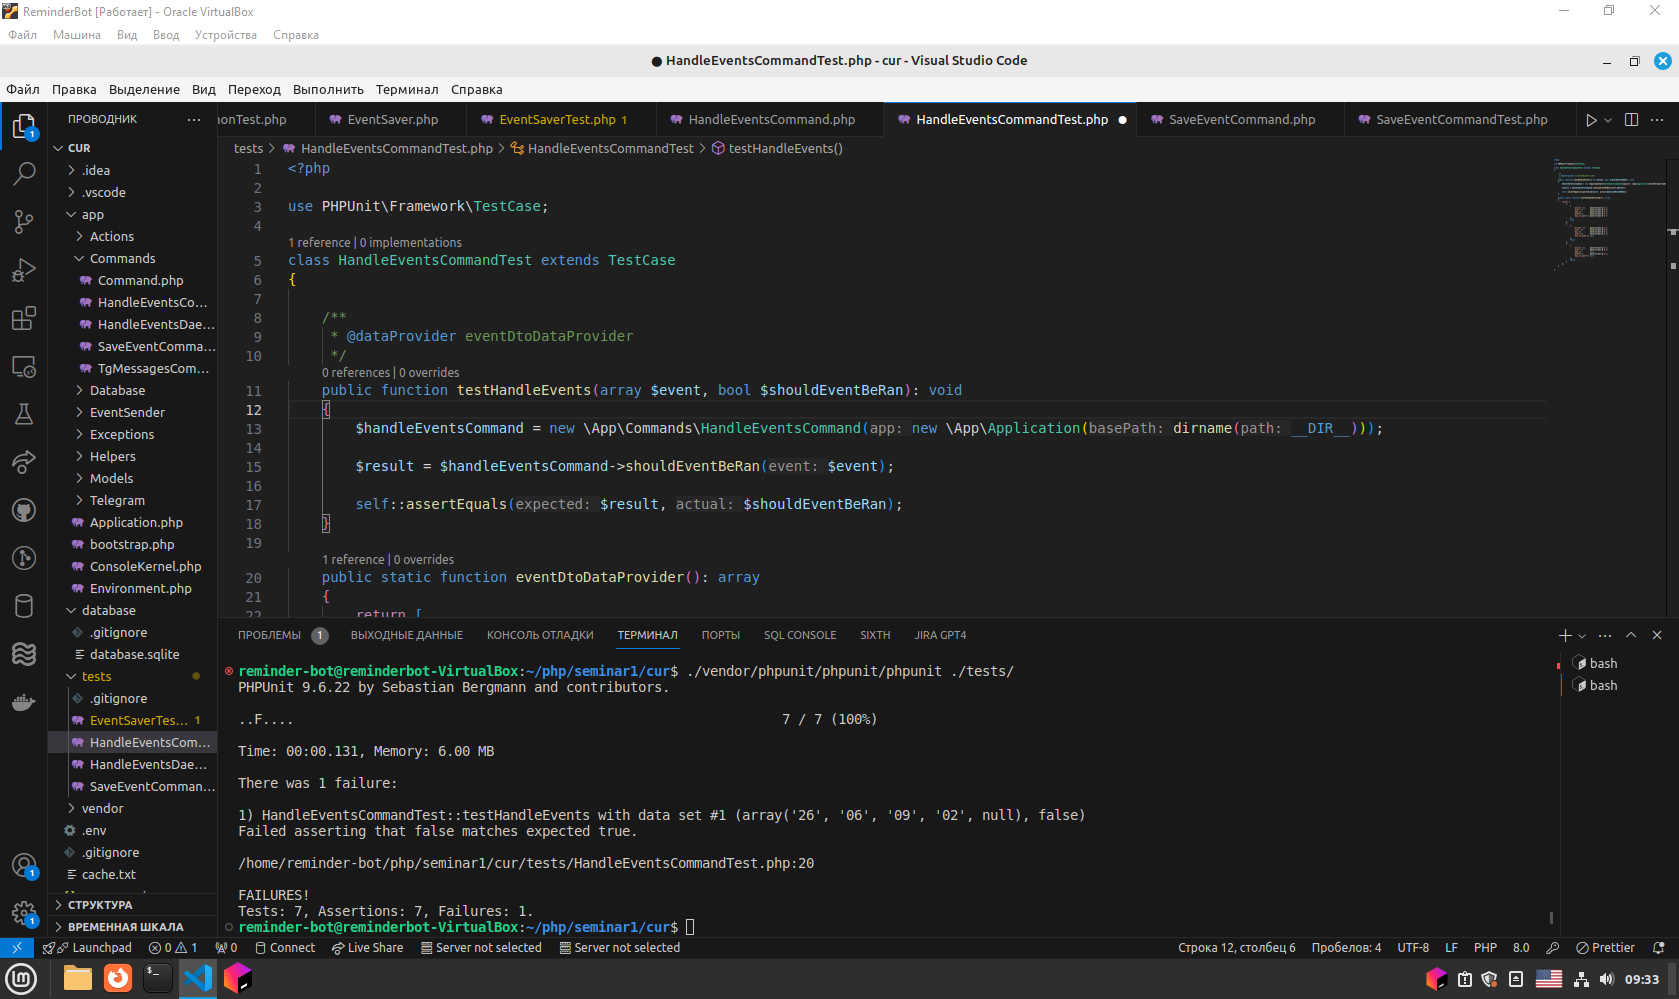 ReminderBot [Работает] - Oracle VirtualBox
Файл Машина Вид Ввод Устройства Справка
● HandleEventsCommandTest.php - cur - Visual Studio Code
Файл Правка Выделение Вид Переход Выполнить Терминал Справка
ПРОВОДНИК ···
onTest.php EventSaver.php EventSaverTest.php 1 HandleEventsCommand.php HandleEventsCommandTest.php ● SaveEventCommand.php SaveEventCommandTest.php
tests > HandleEventsCommandTest.php > HandleEventsCommandTest > testHandleEvents()
CUR
.idea
.vscode
app
Actions
Commands
Command.php
HandleEventsCo...
HandleEventsDae...
SaveEventComma...
TgMessagesCom...
Database
EventSender
Exceptions
Helpers
Models
Telegram
Application.php
bootstrap.php
ConsoleKernel.php
Environment.php
database
.gitignore
database.sqlite
tests
.gitignore
EventSaverTes... 1
HandleEventsCom...
HandleEventsDae...
SaveEventComman...
vendor
.env
.gitignore
cache.txt
СТРУКТУРА
ВРЕМЕННАЯ ШКАЛА
1 <?php
2
3 use PHPUnit\Framework\TestCase;
4
1 reference | 0 implementations
5 class HandleEventsCommandTest extends TestCase
6 {
7
8 /**
9 * @dataProvider eventDtoDataProvider
10 */
0 references | 0 overrides
11 public function testHandleEvents(array $event, bool $shouldEventBeRan): void
12 {
13 $handleEventsCommand = new \App\Commands\HandleEventsCommand(app: new \App\Application(basePath: dirname(path: __DIR__)));
14
15 $result = $handleEventsCommand->shouldEventBeRan(event: $event);
16
17 self::assertEquals(expected: $result, actual: $shouldEventBeRan);
18 }
19
1 reference | 0 overrides
20 public static function eventDtoDataProvider(): array
21 {
22 return [
ПРОБЛЕМЫ 1 ВЫХОДНЫЕ ДАННЫЕ КОНСОЛЬ ОТЛАДКИ ТЕРМИНАЛ ПОРТЫ SQL CONSOLE SIXTH JIRA GPT4
bash
bash
reminder-bot@reminderbot-VirtualBox:~/php/seminar1/cur$ ./vendor/phpunit/phpunit/phpunit ./tests/
PHPUnit 9.6.22 by Sebastian Bergmann and contributors.
..F.... 7 / 7 (100%)
Time: 00:00.131, Memory: 6.00 MB
There was 1 failure:
1) HandleEventsCommandTest::testHandleEvents with data set #1 (array('26', '06', '09', '02', null), false)
Failed asserting that false matches expected true.
/home/reminder-bot/php/seminar1/cur/tests/HandleEventsCommandTest.php:20
FAILURES!
Tests: 7, Assertions: 7, Failures: 1.
reminder-bot@reminderbot-VirtualBox:~/php/seminar1/cur$
Launchpad 0 1 0 Connect Live Share Server not selected Server not selected Строка 12, столбец 6 Пробелов: 4 UTF-8 LF PHP 8.0 Prettier
09:33